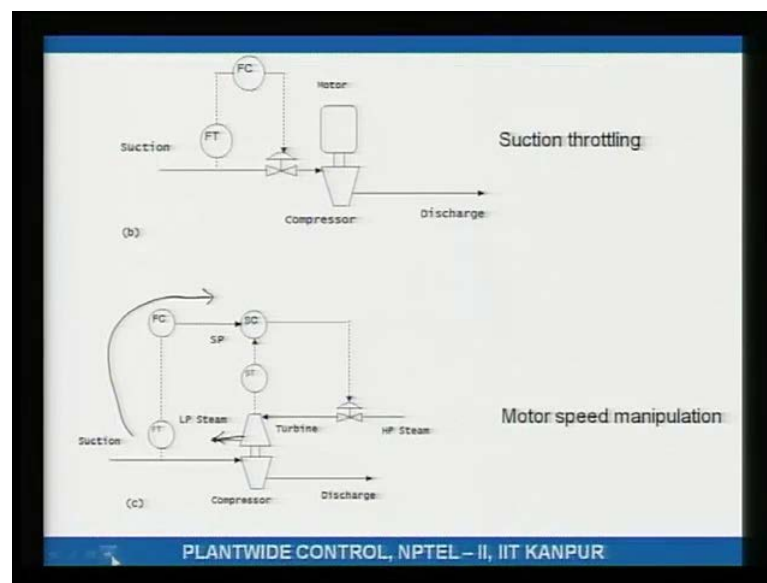 FC
Motor
FT
Suction
Suction throttling
Compressor
Discharge
(b)
FC
SC
SP
ST
LP Steam
Turbine
HP Steam
Motor speed manipulation
Suction
FT
(c)
Compressor
Discharge
PLANTWIDE CONTROL, NPTEL – II, IIT KANPUR